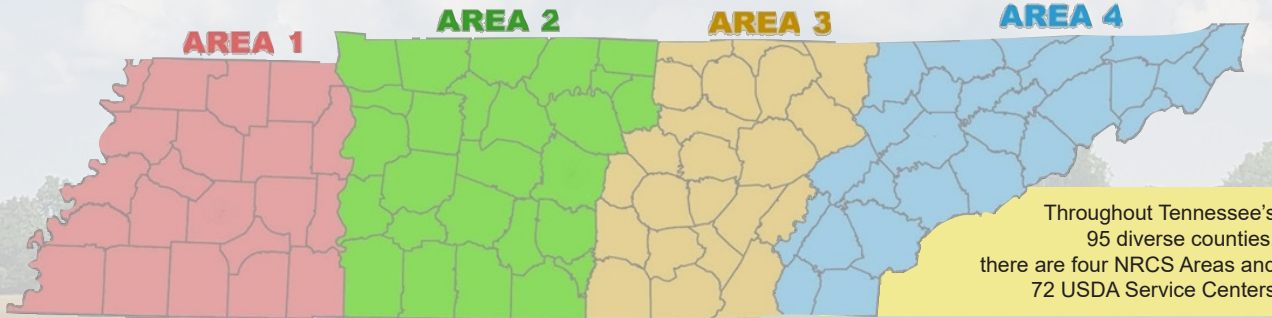 AREA 1
AREA 2
AREA 3
AREA 4
Throughout Tennessee's
95 diverse counties
there are four NRCS Areas and
72 USDA Service Centers